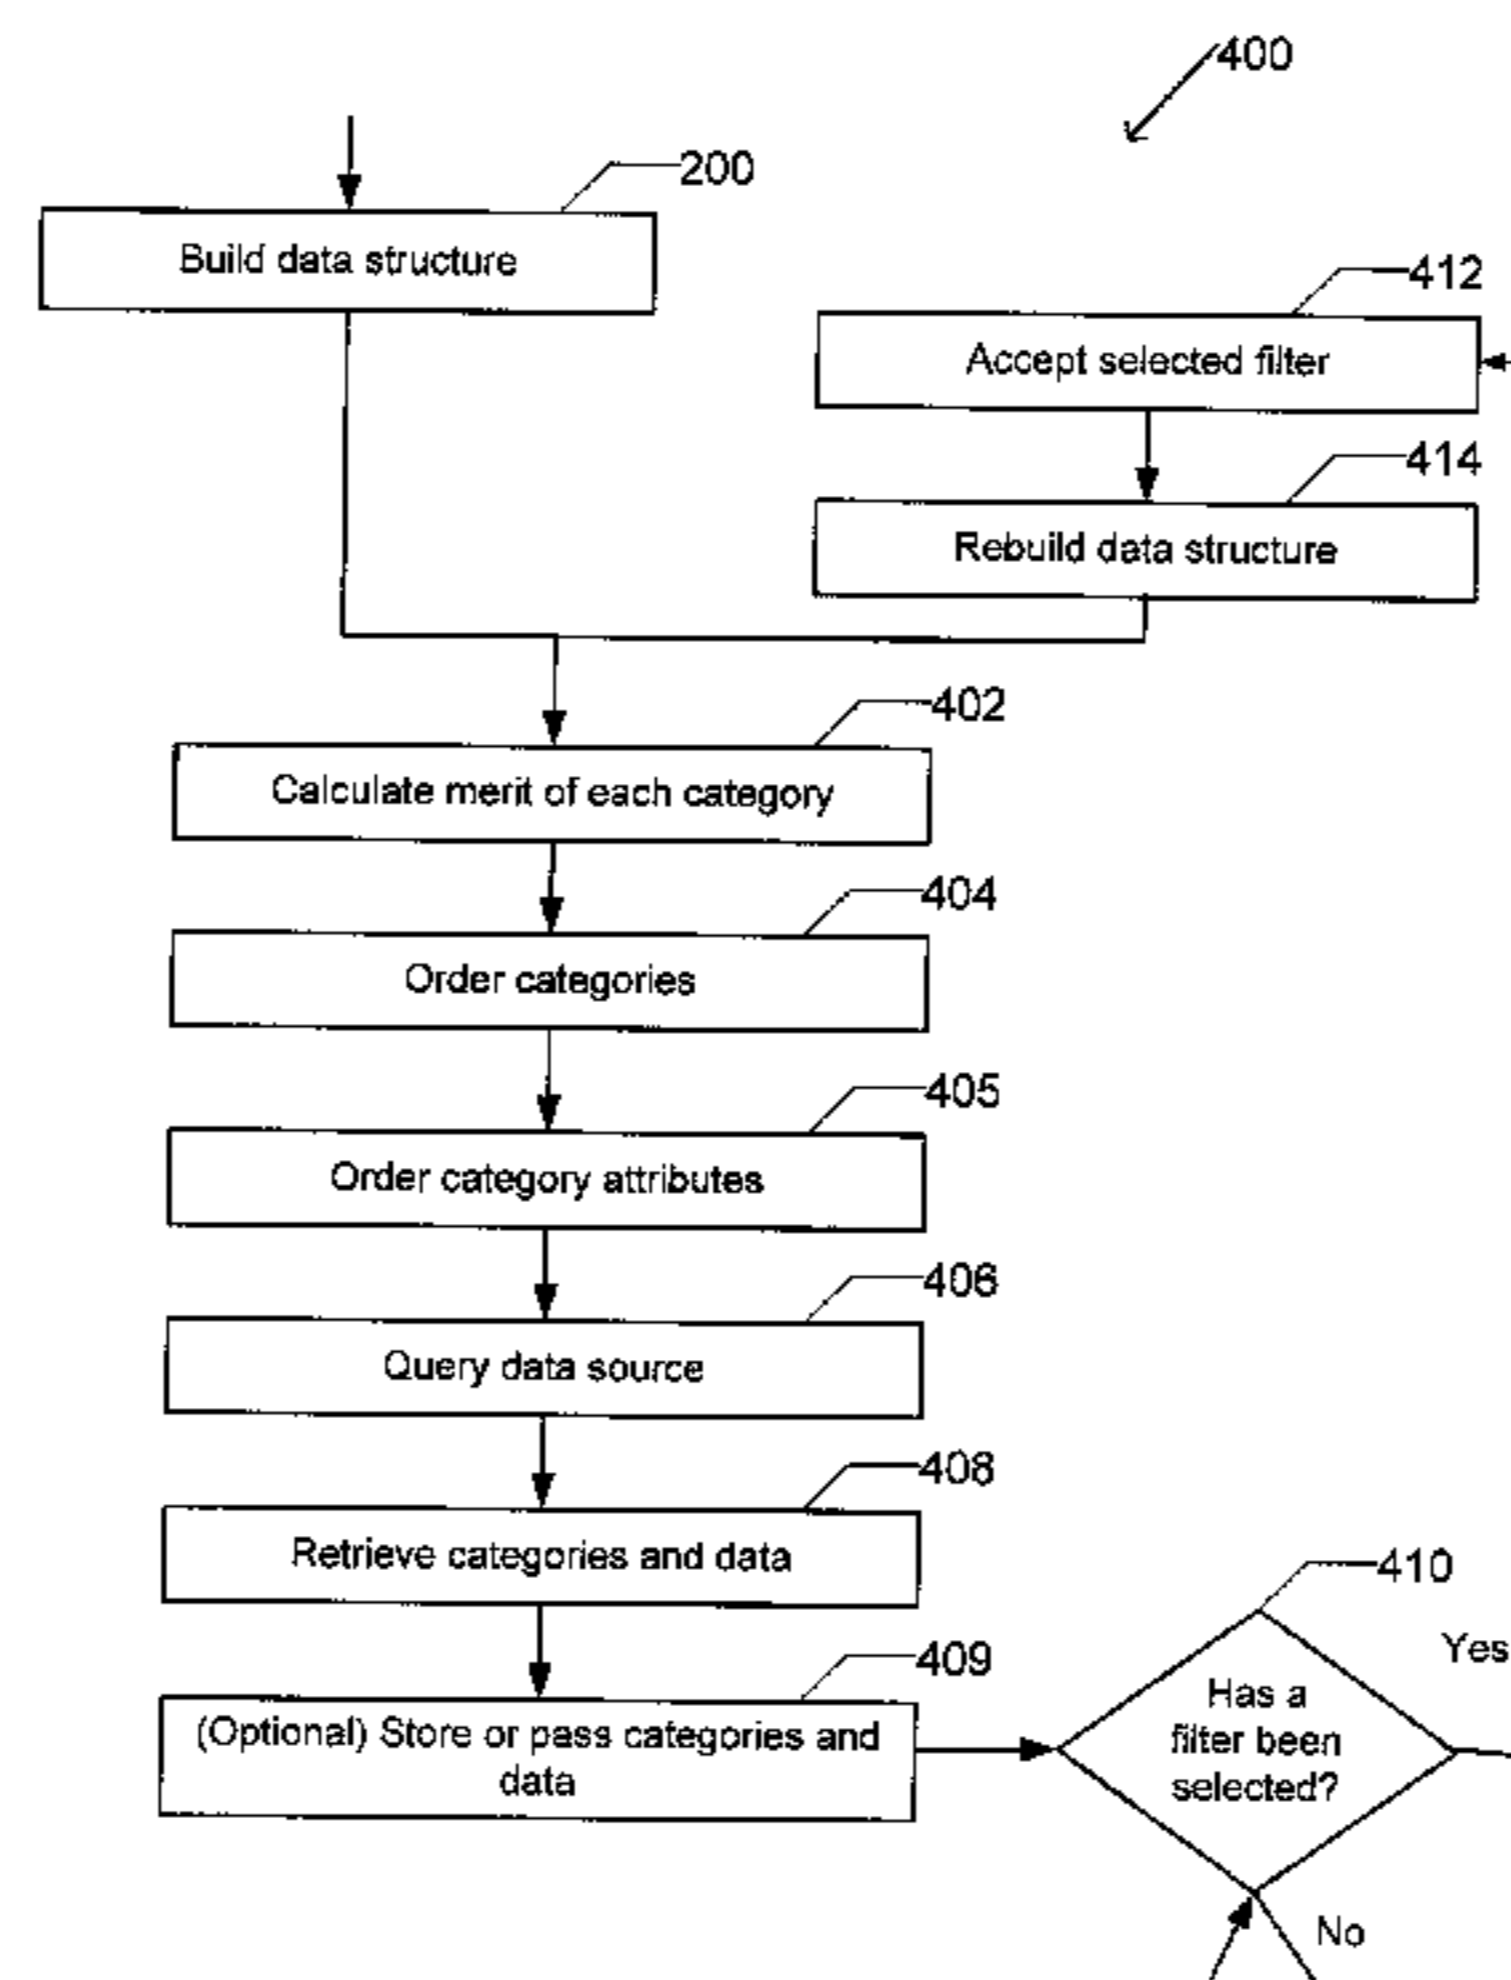 400
200
Build data structure
412
Accept selected filter
414
Rebuild data structure
402
Calculate merit of each category
404
Order categories
405
Order category attributes
406
Query data source
408
Retrieve categories and data
409
(Optional) Store or pass categories and
data
410
Yes
Has a
filter been
selected?
No